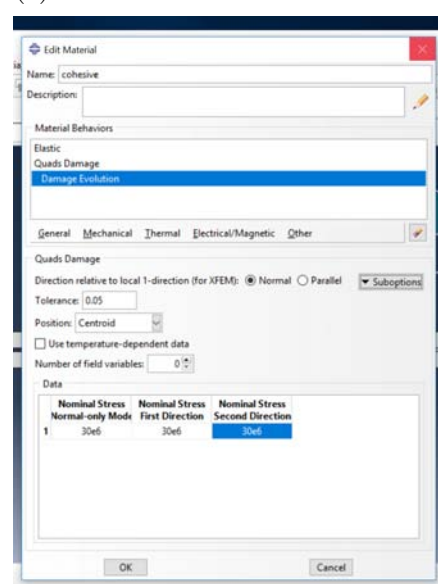 Edit Material
Name: cohesive
Description:
Material Behaviors
Elastic
Quads Damage
Damage Evolution
General Mechanical Thermal Electrical/Magnetic Other
Quads Damage
Direction relative to local 1-direction (for XFEM): Normal Parallel Suboptions
Tolerance: 0.05
Position: Centroid
Use temperature-dependent data
Number of field variables: 0
Data
Nominal Stress Nominal Stress Nominal Stress
Normal-only Mode First Direction Second Direction
1 30e6 30e6 30e6
OK Cancel